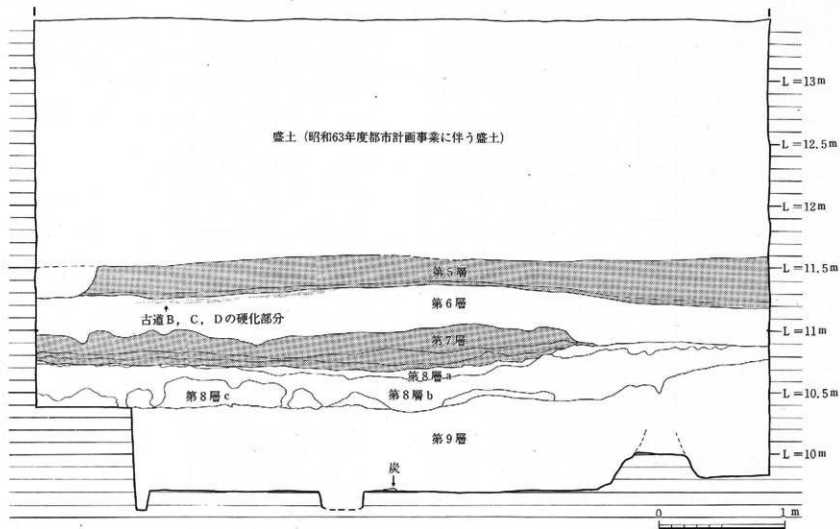 L=13m
盛土（昭和63年度都市計画事業に伴う盛土）
L=12.5m
L=12m
第5層
L=11.5m
第6層
古道B，C，Dの硬化部分
第7層
L=11m
第8層a
第8層c
第8層b
L=10.5m
第9層
炭
L=10m
0
1m